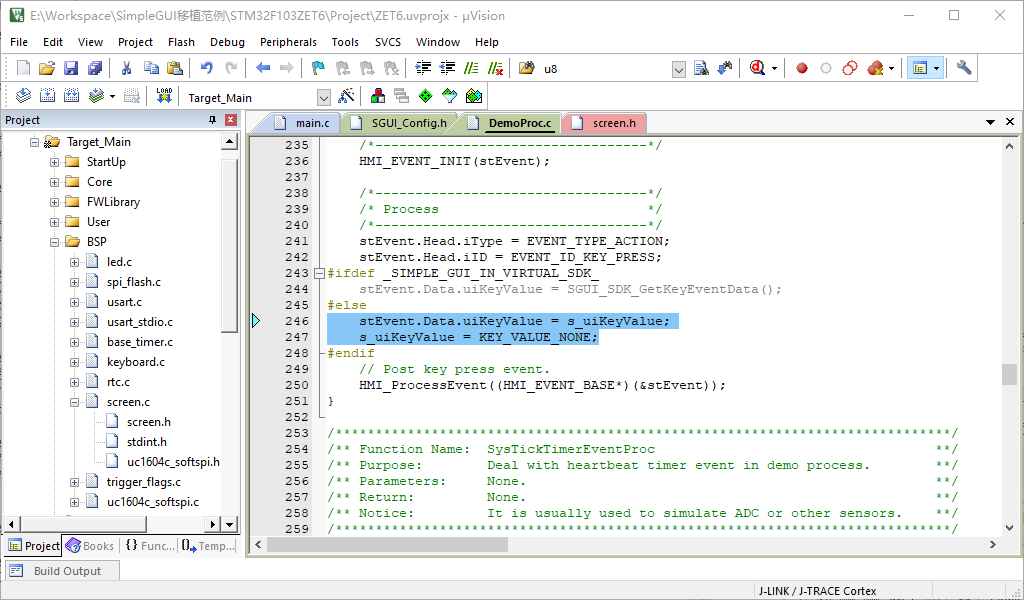 E:\Workspace\SimpleGUI移植范例\STM32F103ZET6\Project\ZET6.uvprojx - µVision
File Edit View Project Flash Debug Peripherals Tools SVCS Window Help
u8
LOAD Target_Main
Project
main.c SGUI_Config.h DemoProc.c screen.h
Target_Main
StartUp
Core
FWLibrary
User
BSP
led.c
spi_flash.c
usart.c
usart_stdio.c
base_timer.c
keyboard.c
rtc.c
screen.c
screen.h
stdint.h
uc1604c_softspi.h
trigger_flags.c
uc1604c_softspi.c
235 /*----------------------------------*/
236 HMI_EVENT_INIT(stEvent);
237
238 /*----------------------------------*/
239 /* Process */
240 /*----------------------------------*/
241 stEvent.Head.iType = EVENT_TYPE_ACTION;
242 stEvent.Head.iID = EVENT_ID_KEY_PRESS;
243 #ifdef _SIMPLE_GUI_IN_VIRTUAL_SDK_
244 stEvent.Data.uiKeyValue = SGUI_SDK_GetKeyEventData();
245 #else
246 stEvent.Data.uiKeyValue = s_uiKeyValue;
247 s_uiKeyValue = KEY_VALUE_NONE;
248 #endif
249 // Post key press event.
250 HMI_ProcessEvent((HMI_EVENT_BASE*)(&stEvent));
251 }
252
253 /*****************************************************************************/
254 /** Function Name: SysTickTimerEventProc **/
255 /** Purpose: Deal with heartbeat timer event in demo process. **/
256 /** Parameters: None. **/
257 /** Return: None. **/
258 /** Notice: It is usually used to simulate ADC or other sensors. **/
259 /*****************************************************************************/
Project Books {} Func... Temp...
Build Output
J-LINK / J-TRACE Cortex